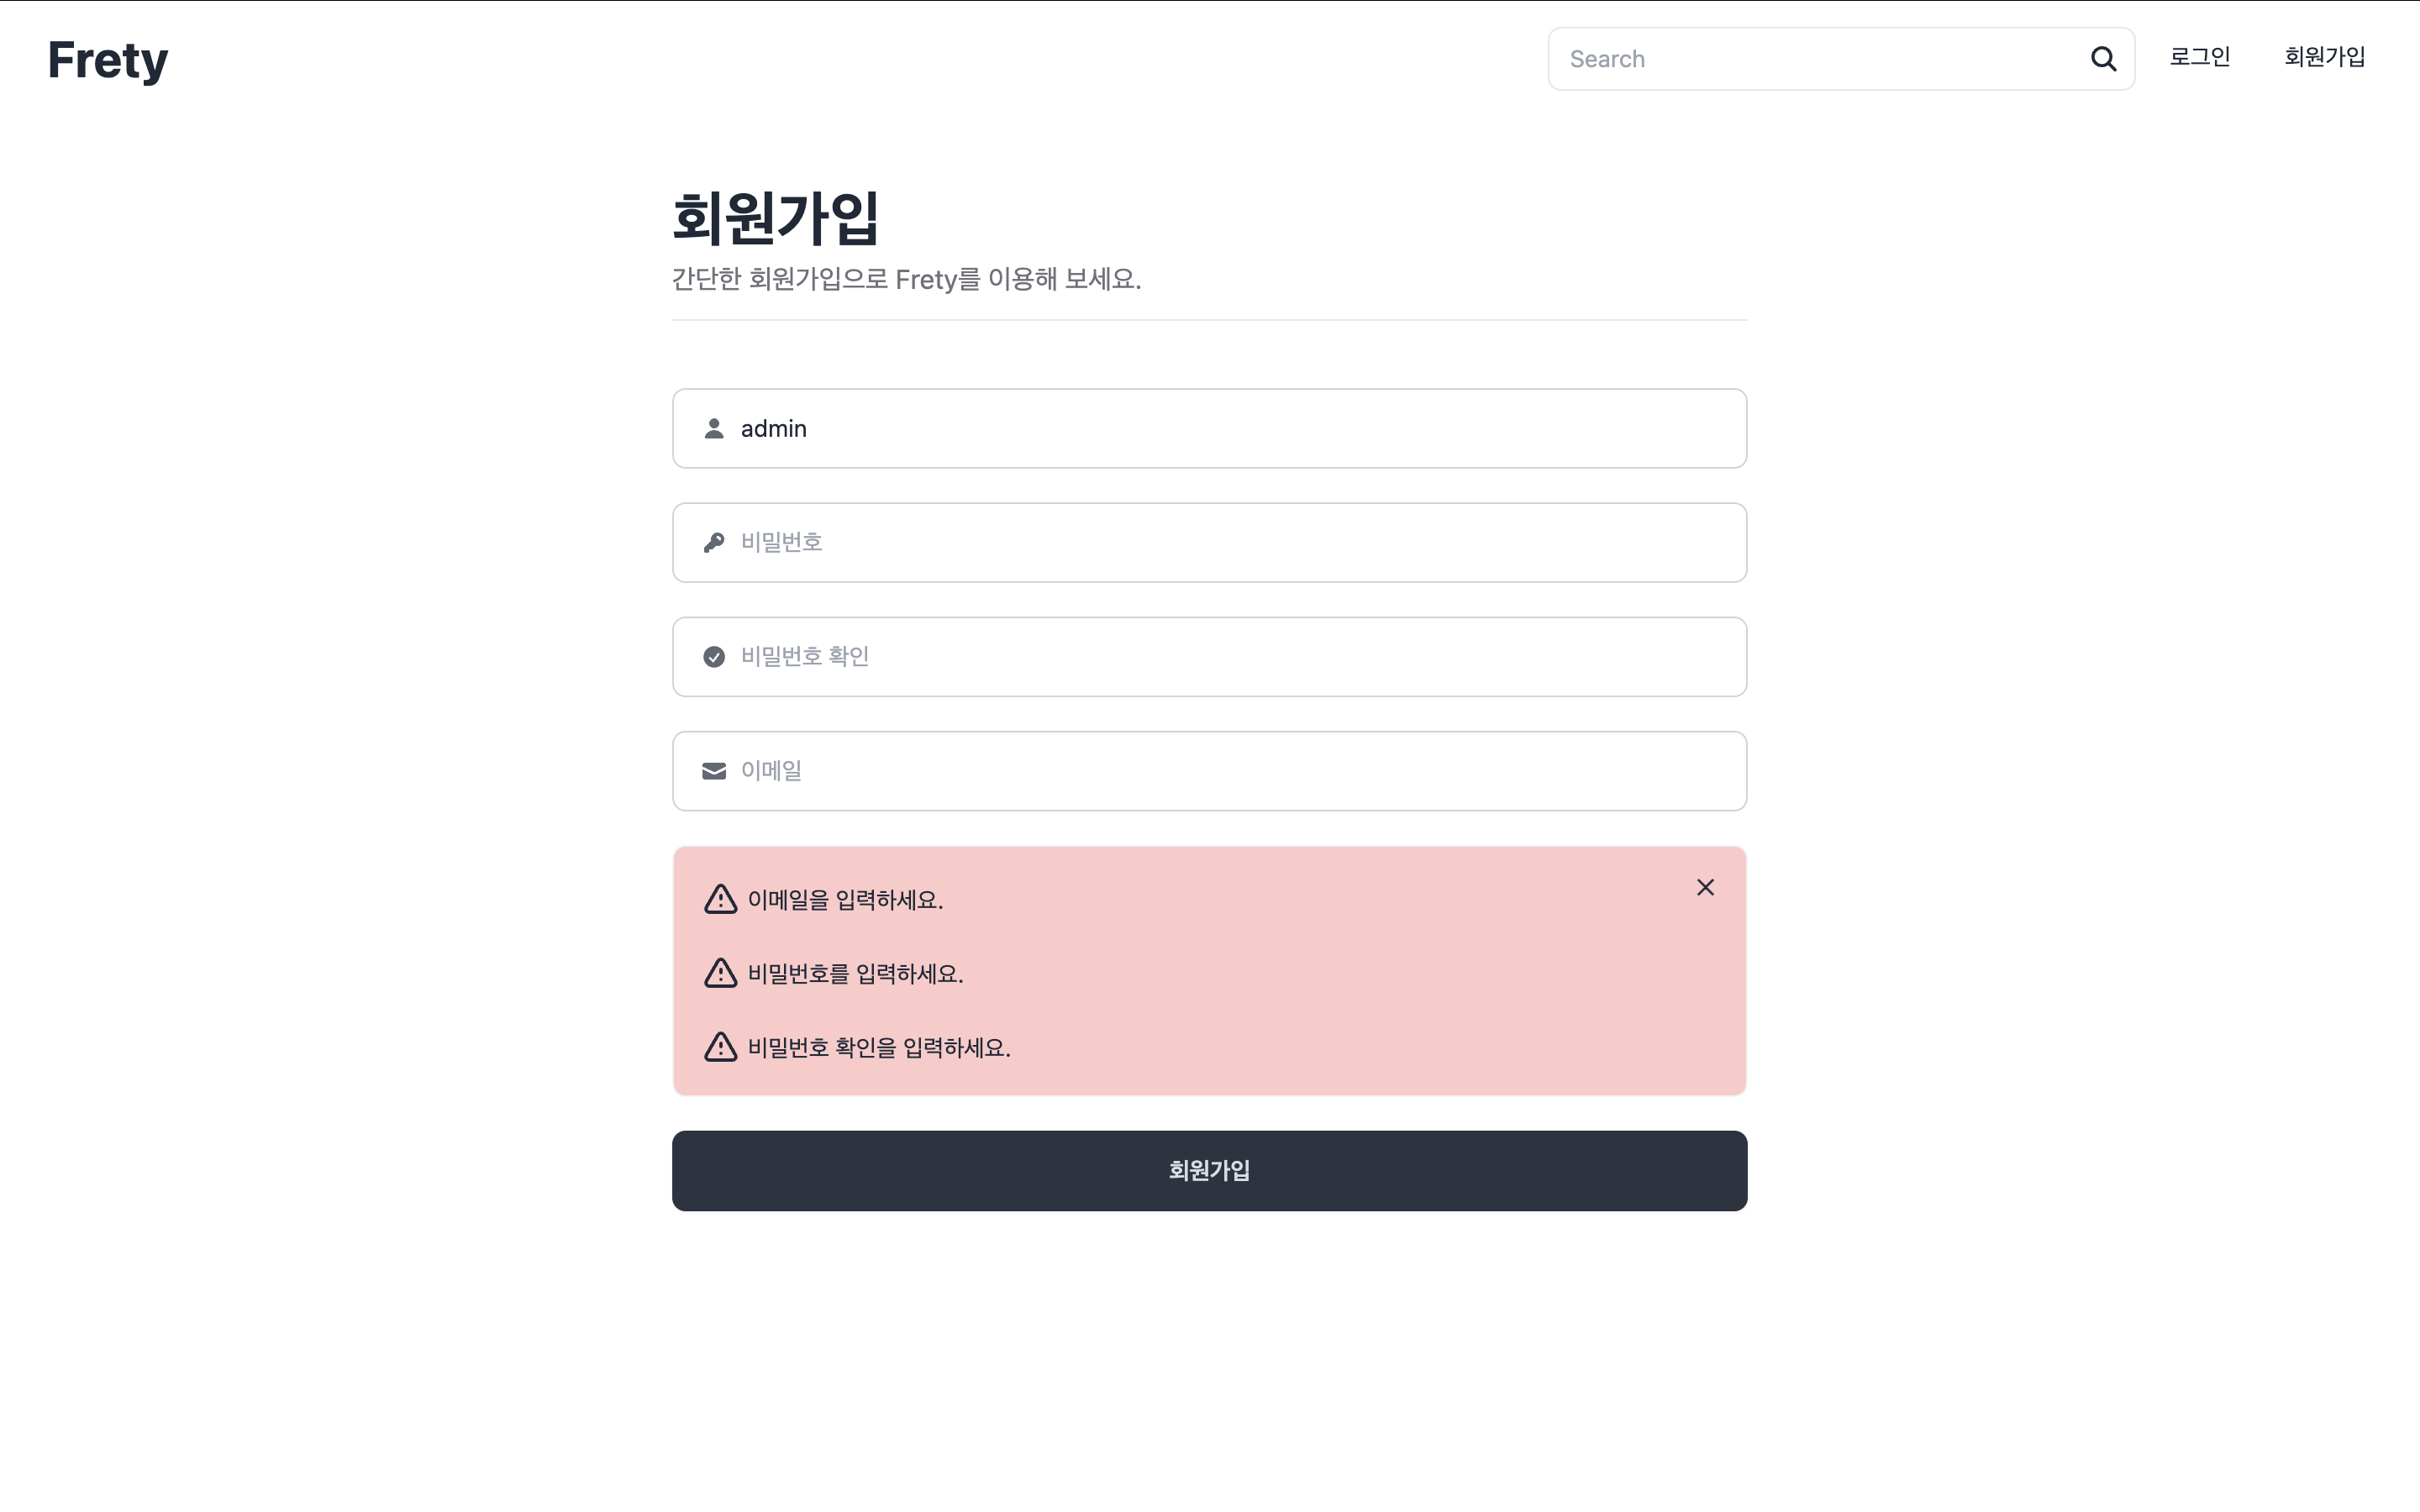 Frety
Search
로그인
회원가입
회원가입
간단한 회원가입으로 Frety를 이용해 보세요.
admin
비밀번호
비밀번호 확인
이메일
이메일을 입력하세요.
비밀번호를 입력하세요.
비밀번호 확인을 입력하세요.
회원가입